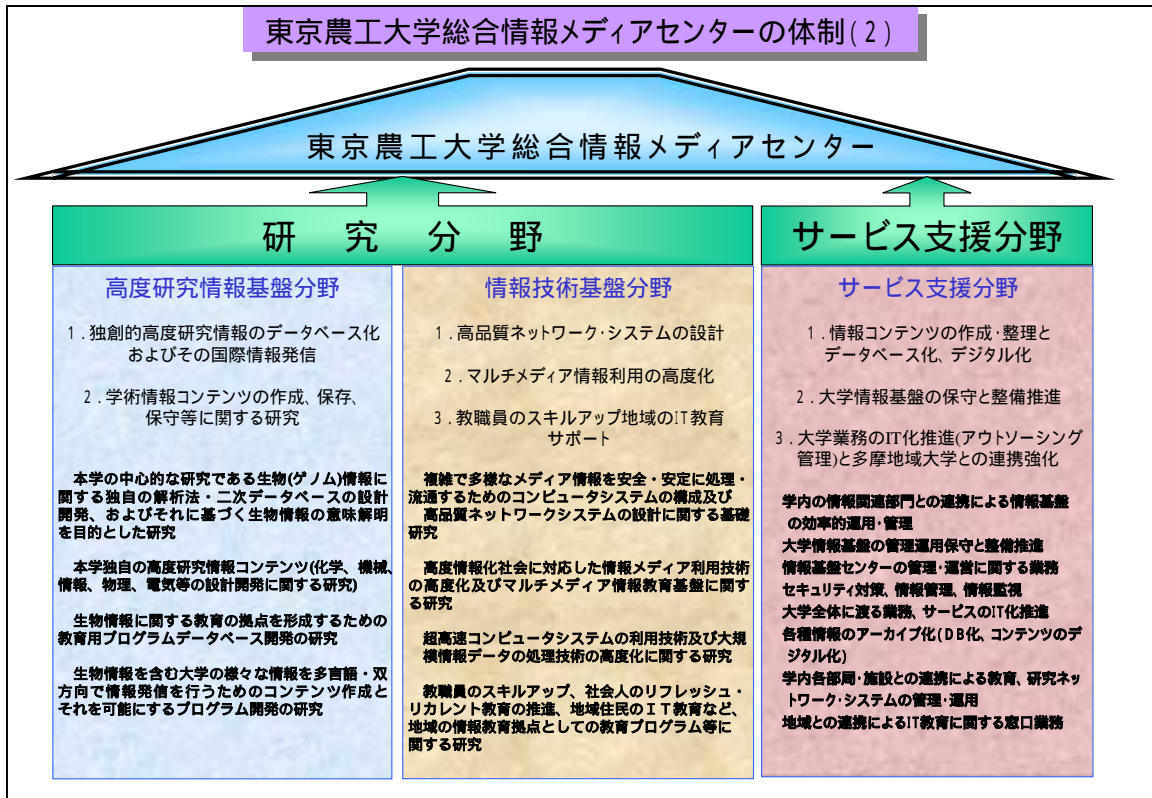 東京農工大学総合情報メディアセンターの体制(2)
東京農工大学総合情報メディアセンター
研究分野
高度研究情報基盤分野
1.独創的高度研究情報のデータベース化
およびその国際情報発信
2.学術情報コンテンツの作成、保存、
保守等に関する研究
本学の中心的な研究である生物(ゲノム)情報に
関する独自の解析法・二次データベースの設計
開発、およびそれに基づく生物情報の意味解明
を目的とした研究
本学独自の高度研究情報コンテンツ(化学、機械、
情報、物理、電気等の設計開発に関する研究)
生物情報に関する教育の拠点を形成するための
教育用プログラムデータベース開発の研究
生物情報を含む大学の様々な情報を多言語・双
方向で情報発信を行うためのコンテンツ作成と
それを可能にするプログラム開発の研究
情報技術基盤分野
1.高品質ネットワーク・システムの設計
2.マルチメディア情報利用の高度化
3.教職員のスキルアップ地域のIT教育
サポート
複雑で多様なメディア情報を安全・安定に処理・
流通するためのコンピュータシステムの構成及び
高品質ネットワークシステムの設計に関する基礎
研究
高度情報化社会に対応した情報メディア利用技術
の高度化及びマルチメディア情報教育基盤に関す
る研究
超高速コンピュータシステムの利用技術及び大規
模情報データの処理技術の高度化に関する研究
教職員のスキルアップ、社会人のリフレッシュ・
リカレント教育の推進、地域住民のIT教育など、
地域の情報教育拠点としての教育プログラム等に
関する研究
サービス支援分野
サービス支援分野
1.情報コンテンツの作成・整理と
データベース化、デジタル化
2.大学情報基盤の保守と整備推進
3.大学業務のIT化推進(アウトソーシング
管理)と多摩地域大学との連携強化
学内の情報関連部門との連携による情報基盤
の効率的運用・管理
大学情報基盤の管理運用保守と整備推進
情報基盤センターの管理・運営に関する業務
セキュリティ対策、情報管理、情報監視
大学全体に渡る業務、サービスのIT化推進
各種情報のアーカイブ化(DB化、コンテンツのデ
ジタル化)
学内各部局・施設との連携による教育、研究ネッ
トワーク・システムの管理・運用
地域との連携によるIT教育に関する窓口業務